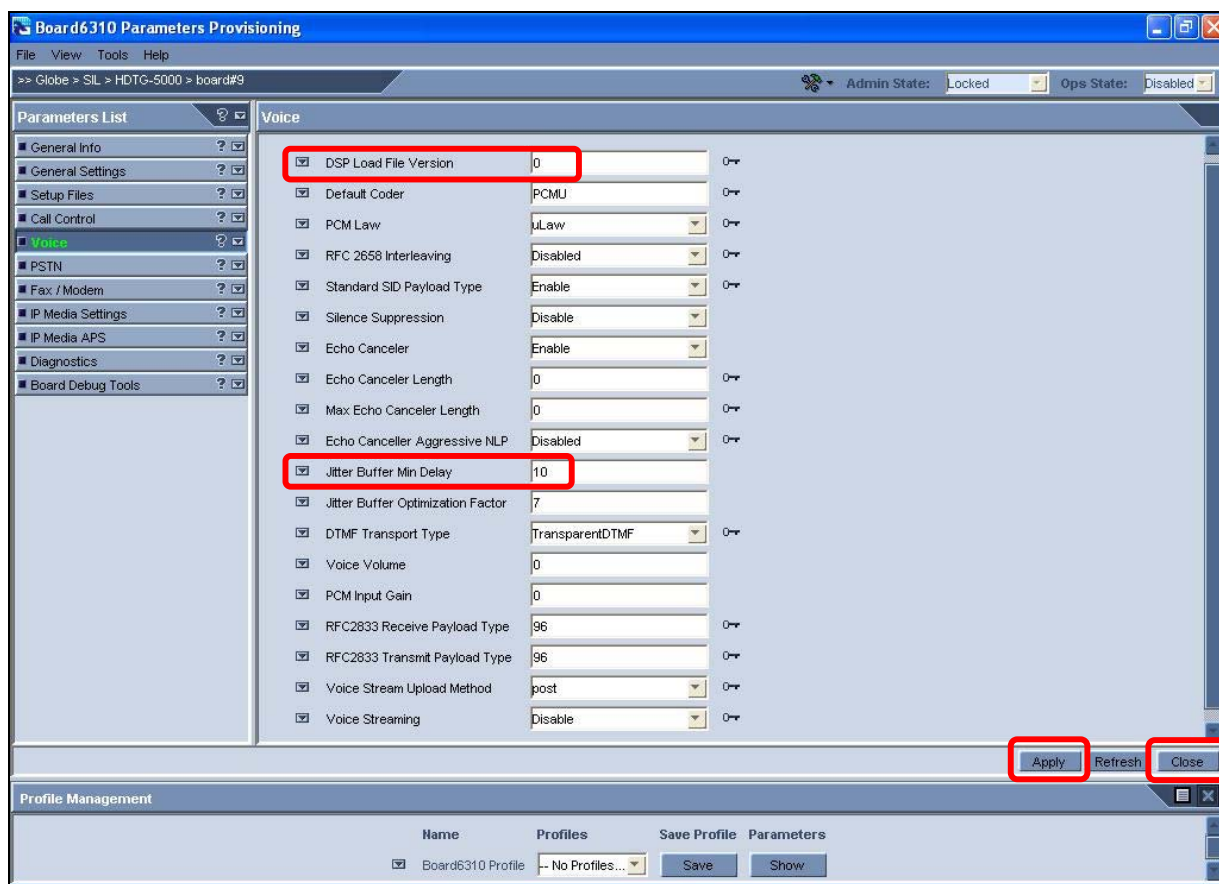 Board6310 Parameters Provisioning
File View Tools Help
>> Globe > SIL > HDTG-5000 > board#9
Admin State: Locked Ops State: Disabled
Parameters List
General Info ?
General Settings ?
Setup Files ?
Call Control ?
Voice ?
PSTN ?
Fax / Modem ?
IP Media Settings ?
IP Media APS ?
Diagnostics ?
Board Debug Tools ?
Voice
DSP Load File Version 0
Default Coder PCMU
PCM Law uLaw
RFC 2658 Interleaving Disabled
Standard SID Payload Type Enable
Silence Suppression Disable
Echo Canceler Enable
Echo Canceler Length 0
Max Echo Canceler Length 0
Echo Canceller Aggressive NLP Disabled
Jitter Buffer Min Delay 10
Jitter Buffer Optimization Factor 7
DTMF Transport Type TransparentDTMF
Voice Volume 0
PCM Input Gain 0
RFC2833 Receive Payload Type 96
RFC2833 Transmit Payload Type 96
Voice Stream Upload Method post
Voice Streaming Disable
Apply Refresh Close
Profile Management
Name Profiles Save Profile Parameters
Board6310 Profile -- No Profiles... Save Show